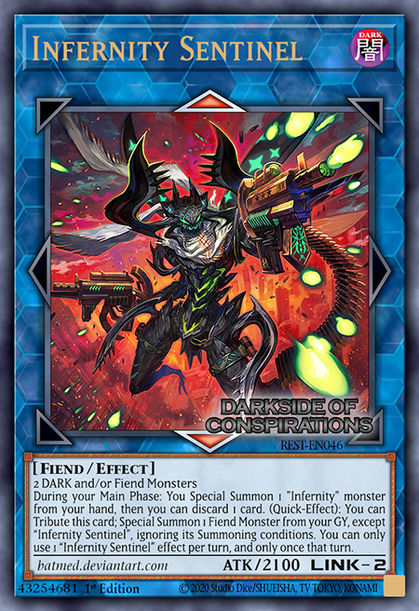 INFERNITY SENTINEL
DARK
闇
DARKSIDE OF
CONSPIRATIONS
REST-EN046
[FIEND / EFFECT]
2 DARK and/or Fiend Monsters
During your Main Phase: You Special Summon 1 "Infernity" monster
from your hand, then you can discard 1 card. (Quick-Effect): You can
Tribute this card; Special Summon 1 Fiend Monster from your GY, except
"Infernity Sentinel", ignoring its Summoning conditions. You can only
use 1 "Infernity Sentinel" effect per turn, and only once that turn.
batmed.deviantart.com ATK/2100 LINK-2
43254681 1st Edition ©2020 Studio Dice/SHUEISHA, TV TOKYO, KONAMI